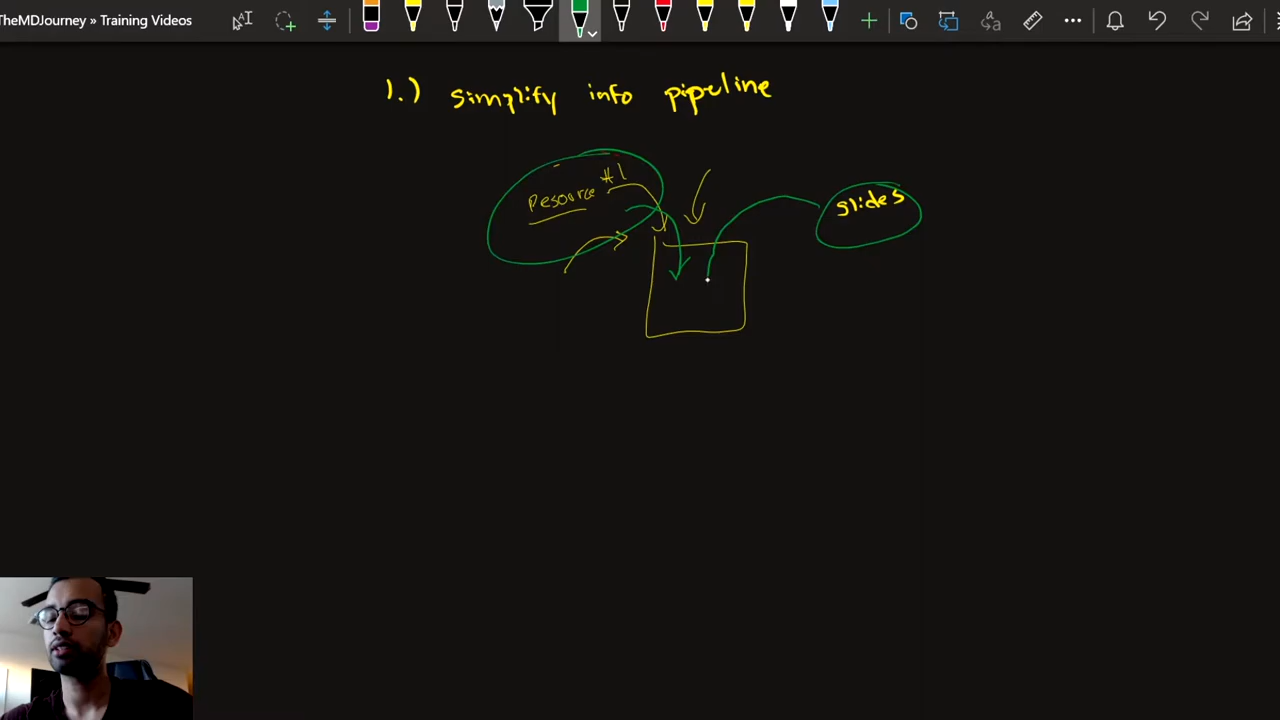 TheMDJourney » Training Videos
1.) simplify info pipeline
Resource #1
slides